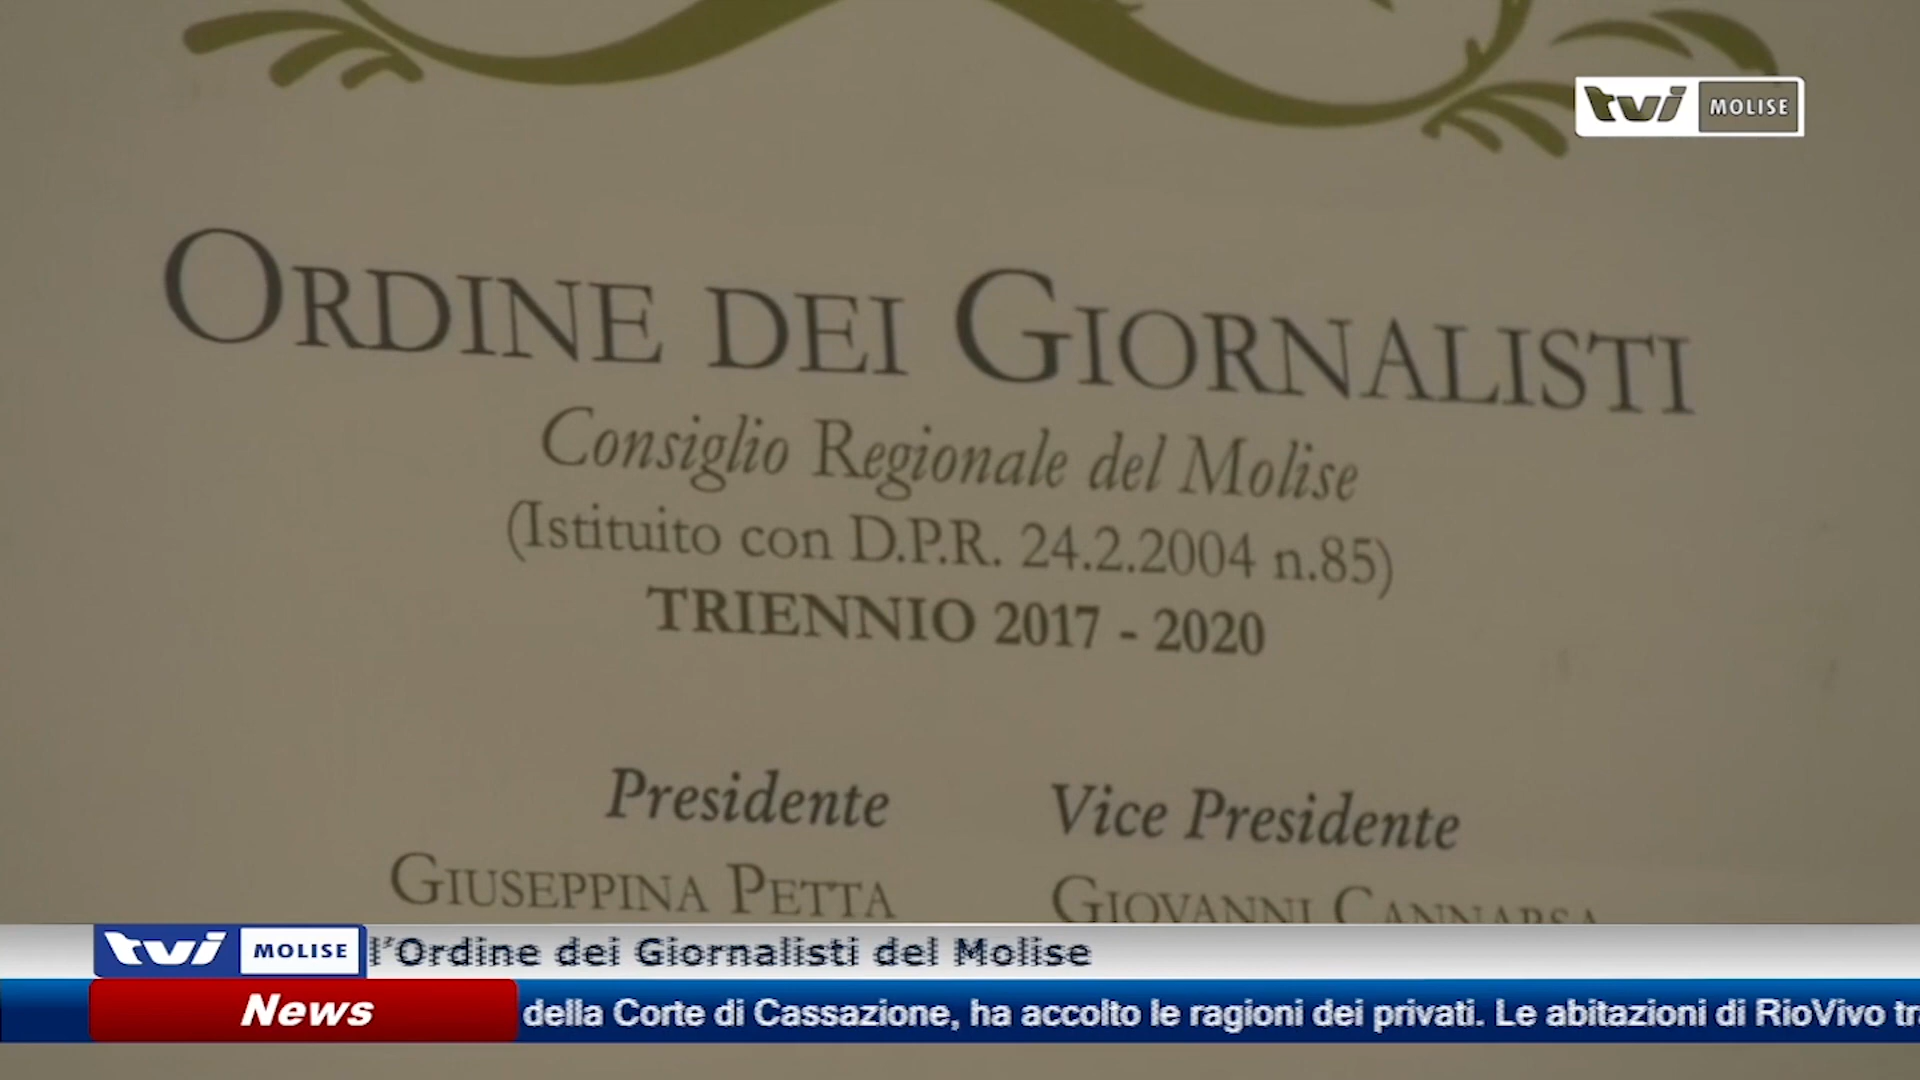 tvi MOLISE
ORDINE DEI GIORNALISTI
Consiglio Regionale del Molise
(Istituito con D.P.R. 24.2.2004 n.85)
TRIENNIO 2017 - 2020
Presidente Vice Presidente
GIUSEPPINA PETTA GIOVANNI CANNARSA
tvi MOLISE l'Ordine dei Giornalisti del Molise
News della Corte di Cassazione, ha accolto le ragioni dei privati. Le abitazioni di RioVivo